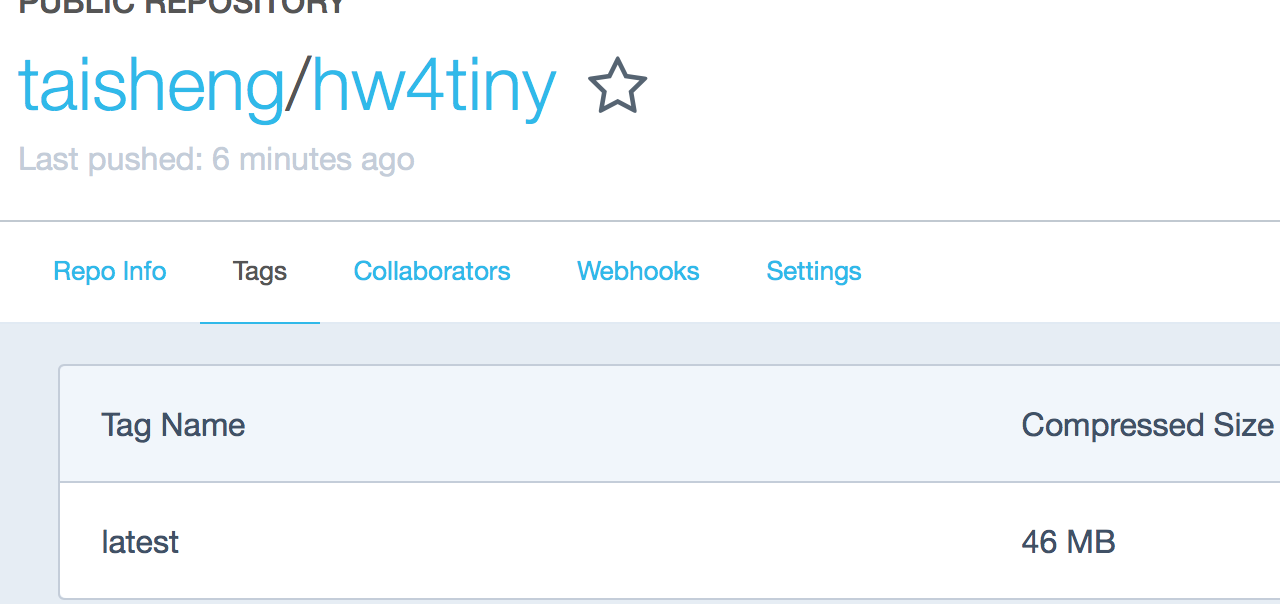 PUBLIC REPOSITORY
taisheng/hw4tiny
Last pushed: 6 minutes ago
Repo Info Tags Collaborators Webhooks Settings
Tag Name Compressed Size
latest 46 MB